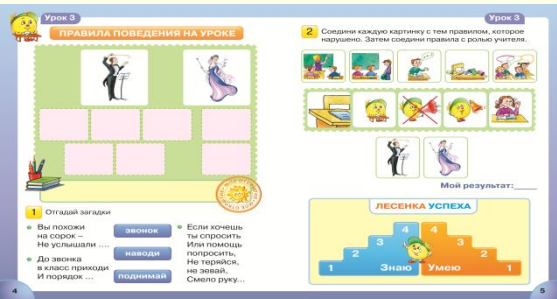 Урок 3
ПРАВИЛА ПОВЕДЕНИЯ НА УРОКЕ
1 Отгадай загадки
• Вы похожи
на сорок –
Не услышали ....
• До звонка
в класс приходи
И порядок ...
звонок
наводи
поднимай
• Если хочешь
ты спросить
Или помощь
попросить,
Не теряйся,
не зевай,
Смело руку...
4
Урок 3
2 Соедини каждую картинку с тем правилом, которое
нарушено. Затем соедини правила с ролью учителя.
Мой результат:
ЛЕСЕНКА УСПЕХА
4 4
3 3
2 2
1 Знаю Умею 1
5